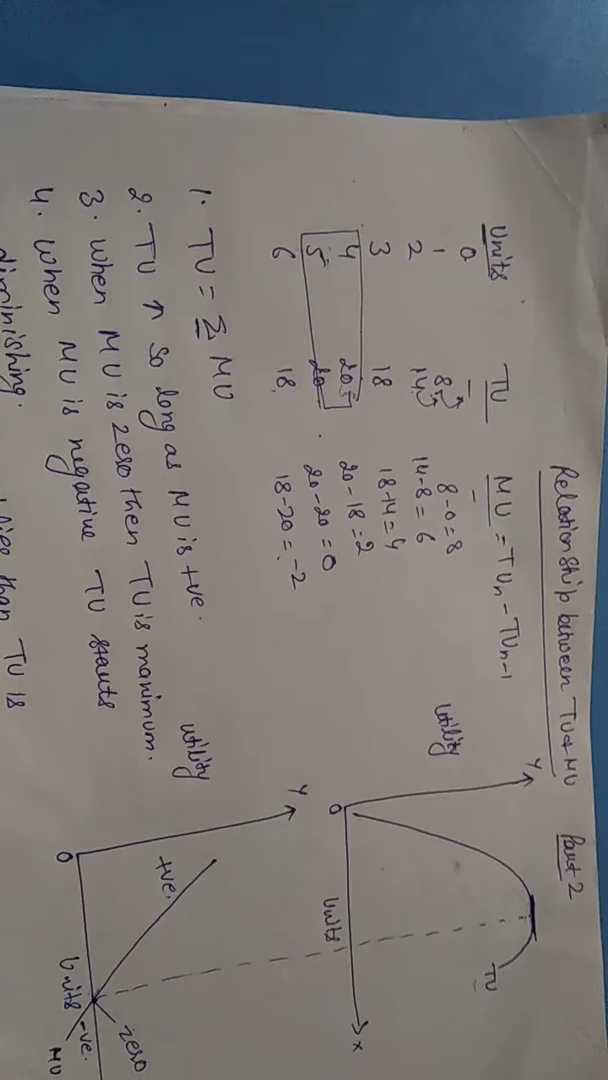 Relationship between TU & MU Part 2
Units TU MU = TUn - TUn-1
0 - -
1 8 8-0=8
2 14 14-8=6
3 18 18-14=4
4 20 20-18=2
5 20 20-20=0
6 18 18-20=-2
1. TU = Σ MU
2. TU ↑ so long as MU is +ve.
3. when MU is zero then TU is maximum.
4. when MU is negative TU starts
diminishing.
than TU is
Y
utility
TU
O
Units
X
Y
utility
+ve.
zero
O
Units
-ve.
MU